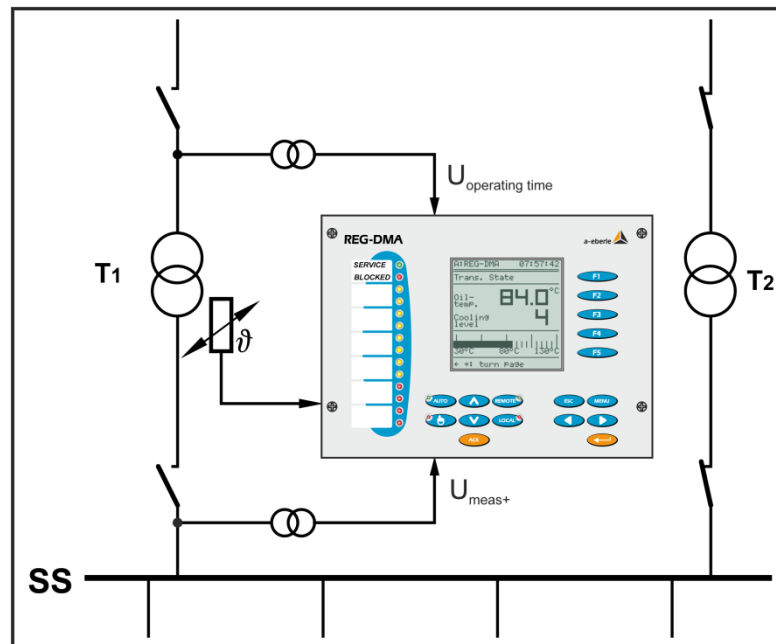 U operating time
REG-DMA
a-eberle
SERVICE
BLOCKED
A:REG-DMA 07:57:42
Trans. State
Oil-
temp. 84.0 °C
Cooling
level 4
30°C 80°C 130°C
← →: turn page
F1
F2
F3
F4
F5
AUTO
REMOTE
LOCAL
ACK
ESC
MENU
T1
T2
ϑ
U meas+
SS